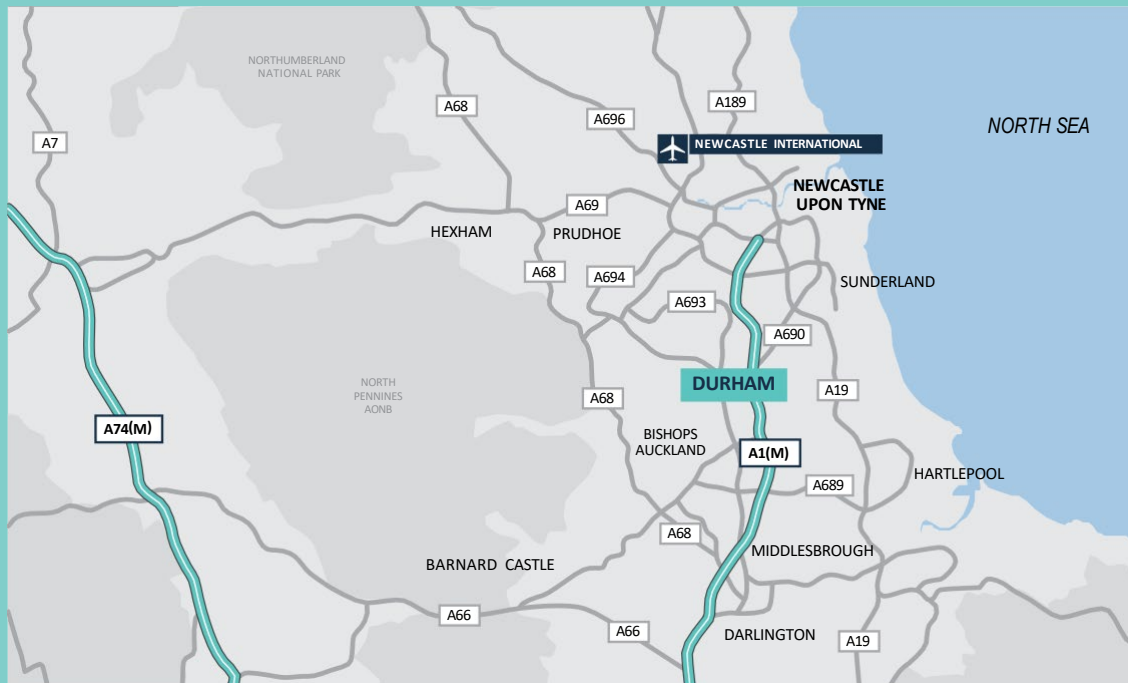 NORTHUMBERLAND
NATIONAL PARK
A68
A189
A696
NORTH SEA
A7
NEWCASTLE INTERNATIONAL
NEWCASTLE
UPON TYNE
A69
HEXHAM
PRUDHOE
A68
A694
SUNDERLAND
A693
A690
DURHAM
NORTH
PENNINES
AONB
A68
A19
A74(M)
BISHOPS
AUCKLAND
A1(M)
HARTLEPOOL
A689
A68
MIDDLESBROUGH
BARNARD CASTLE
A66
A66
DARLINGTON
A19